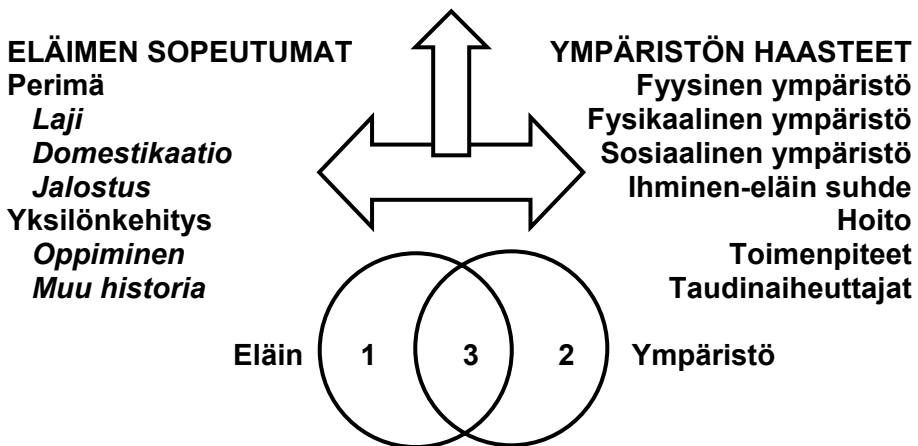 ELÄIMEN SOPEUTUMAT
Perimä
Laji
Domestikaatio
Jalostus
Yksilönkehitys
Oppiminen
Muu historia
YMPÄRISTÖN HAASTEET
Fyysinen ympäristö
Fysikaalinen ympäristö
Sosiaalinen ympäristö
Ihminen-eläin suhde
Hoito
Toimenpiteet
Taudinaiheuttajat
Eläin 1 3 2 Ympäristö